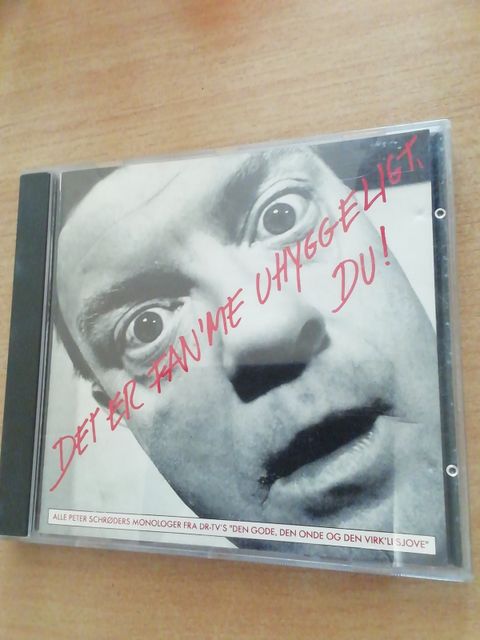 DET ER FAN'ME UHYGGELIGT,
DU!
ALLE PETER SCHRØDERS MONOLOGER FRA DR-TV'S "DEN GODE, DEN ONDE OG DEN VIRK'LI SJOVE"